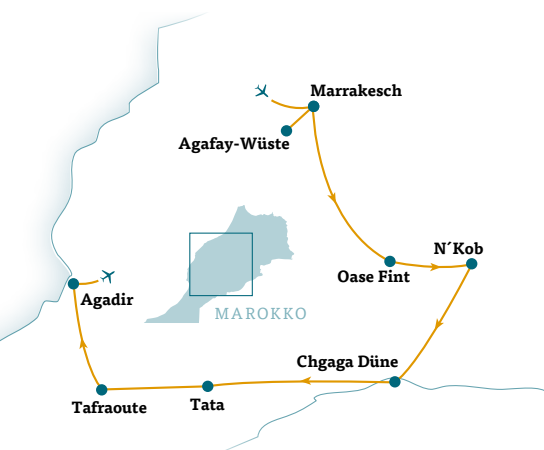 Marrakesch
Agafay-Wüste
N´Kob
Oase Fint
Agadir
MAROKKO
Chgaga Düne
Tafraoute
Tata